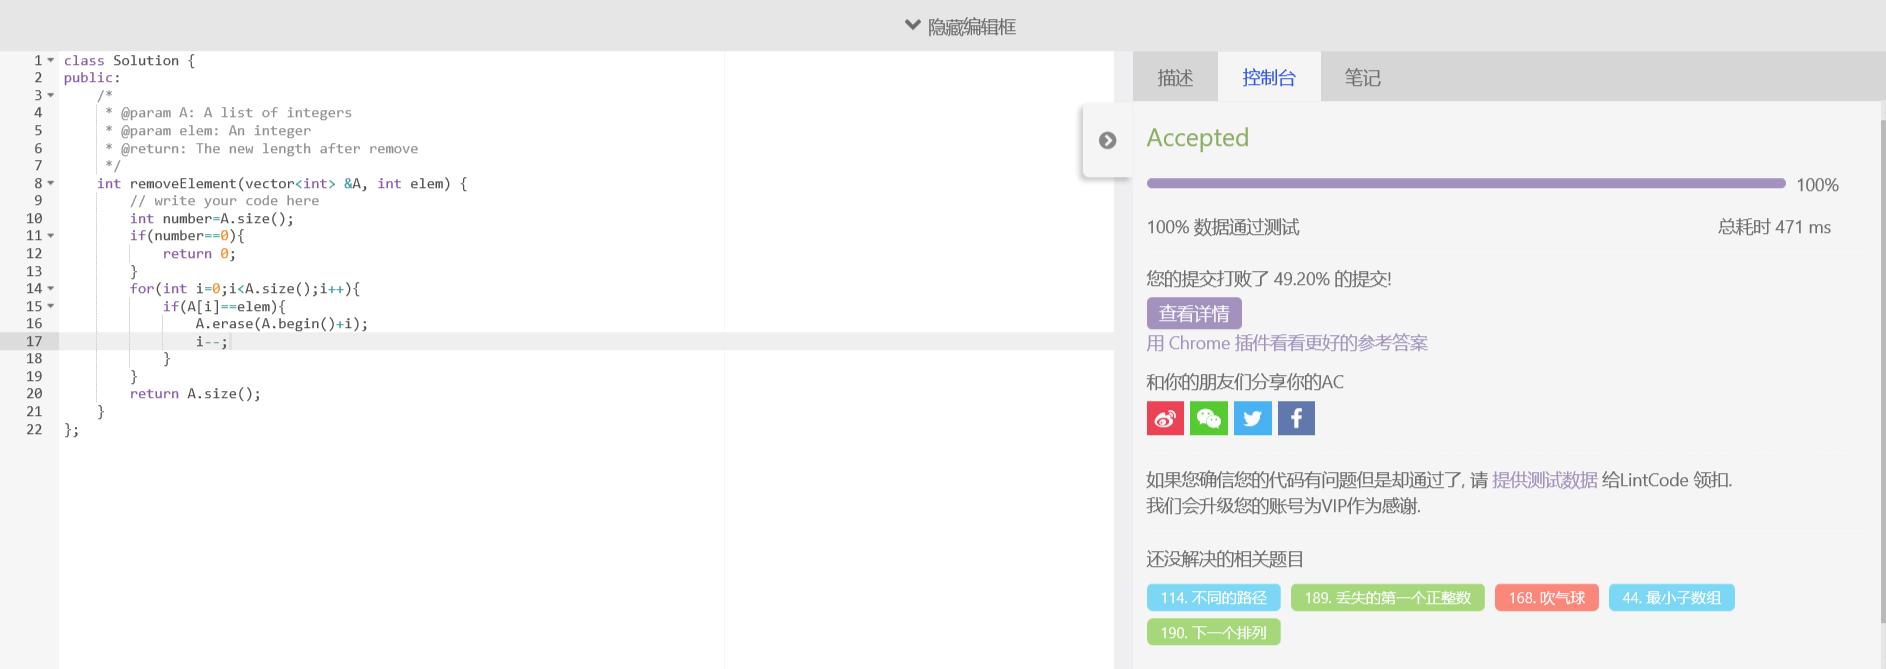 隐藏编辑框
1 class Solution {
2 public:
3     /*
4      * @param A: A list of integers
5      * @param elem: An integer
6      * @return: The new length after remove
7      */
8     int removeElement(vector<int> &A, int elem) {
9         // write your code here
10         int number=A.size();
11         if(number==0){
12             return 0;
13         }
14         for(int i=0;i<A.size();i++){
15             if(A[i]==elem){
16                 A.erase(A.begin()+i);
17                 i--;
18             }
19         }
20         return A.size();
21     }
22 };
描述 控制台 笔记
Accepted
100%
100% 数据通过测试 总耗时 471 ms
您的提交打败了 49.20% 的提交!
查看详情
用 Chrome 插件看看更好的参考答案
和你的朋友们分享你的AC
如果您确信您的代码有问题但是却通过了, 请 提供测试数据 给LintCode 领扣.
我们会升级您的账号为VIP作为感谢.
还没解决的相关题目
114. 不同的路径 189. 丢失的第一个正整数 168. 吹气球 44. 最小子数组
190. 下一个排列